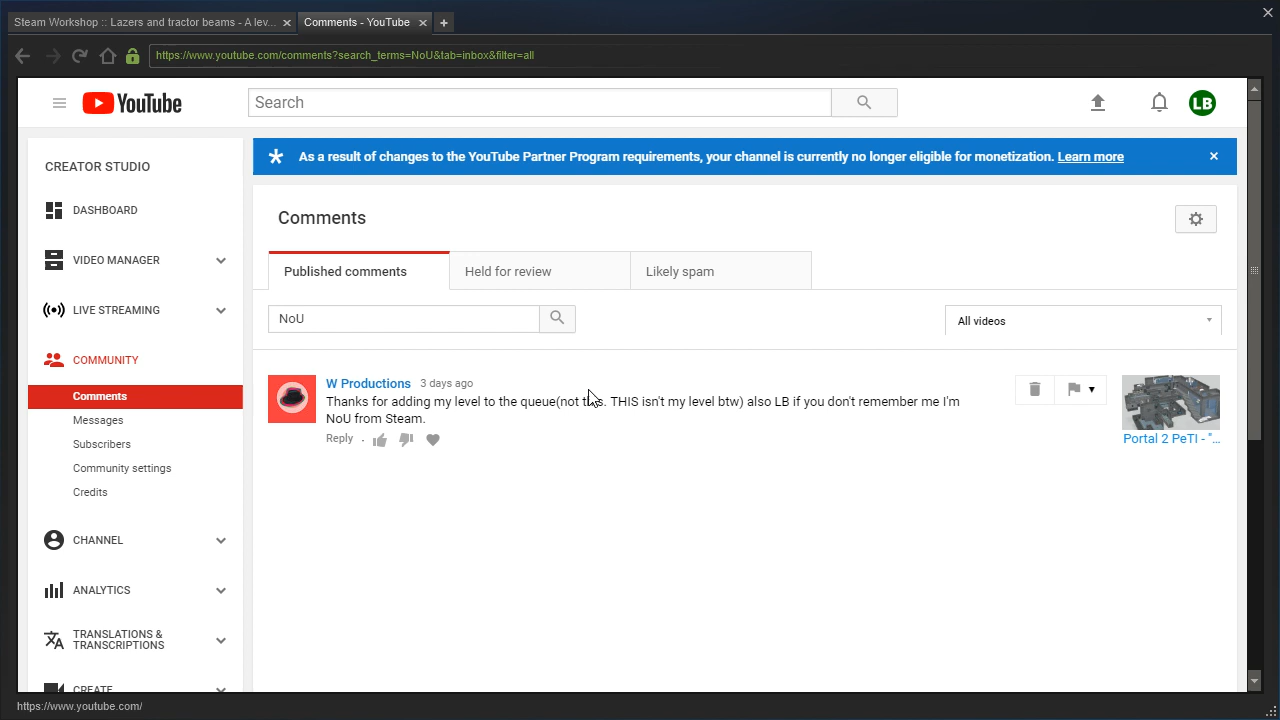 Steam Workshop :: Lazers and tractor beams - A lev...
Comments - YouTube
https://www.youtube.com/comments?search_terms=NoU&tab=inbox&filter=all
YouTube
Search
LB
CREATOR STUDIO
DASHBOARD
VIDEO MANAGER
LIVE STREAMING
COMMUNITY
Comments
Messages
Subscribers
Community settings
Credits
CHANNEL
ANALYTICS
TRANSLATIONS &
TRANSCRIPTIONS
CREATE
As a result of changes to the YouTube Partner Program requirements, your channel is currently no longer eligible for monetization. Learn more
Comments
Published comments
Held for review
Likely spam
NoU
All videos
W Productions 3 days ago
Thanks for adding my level to the queue(not this. THIS isn't my level btw) also LB if you don't remember me I'm
NoU from Steam.
Reply
Portal 2 PeTI - "...
https://www.youtube.com/